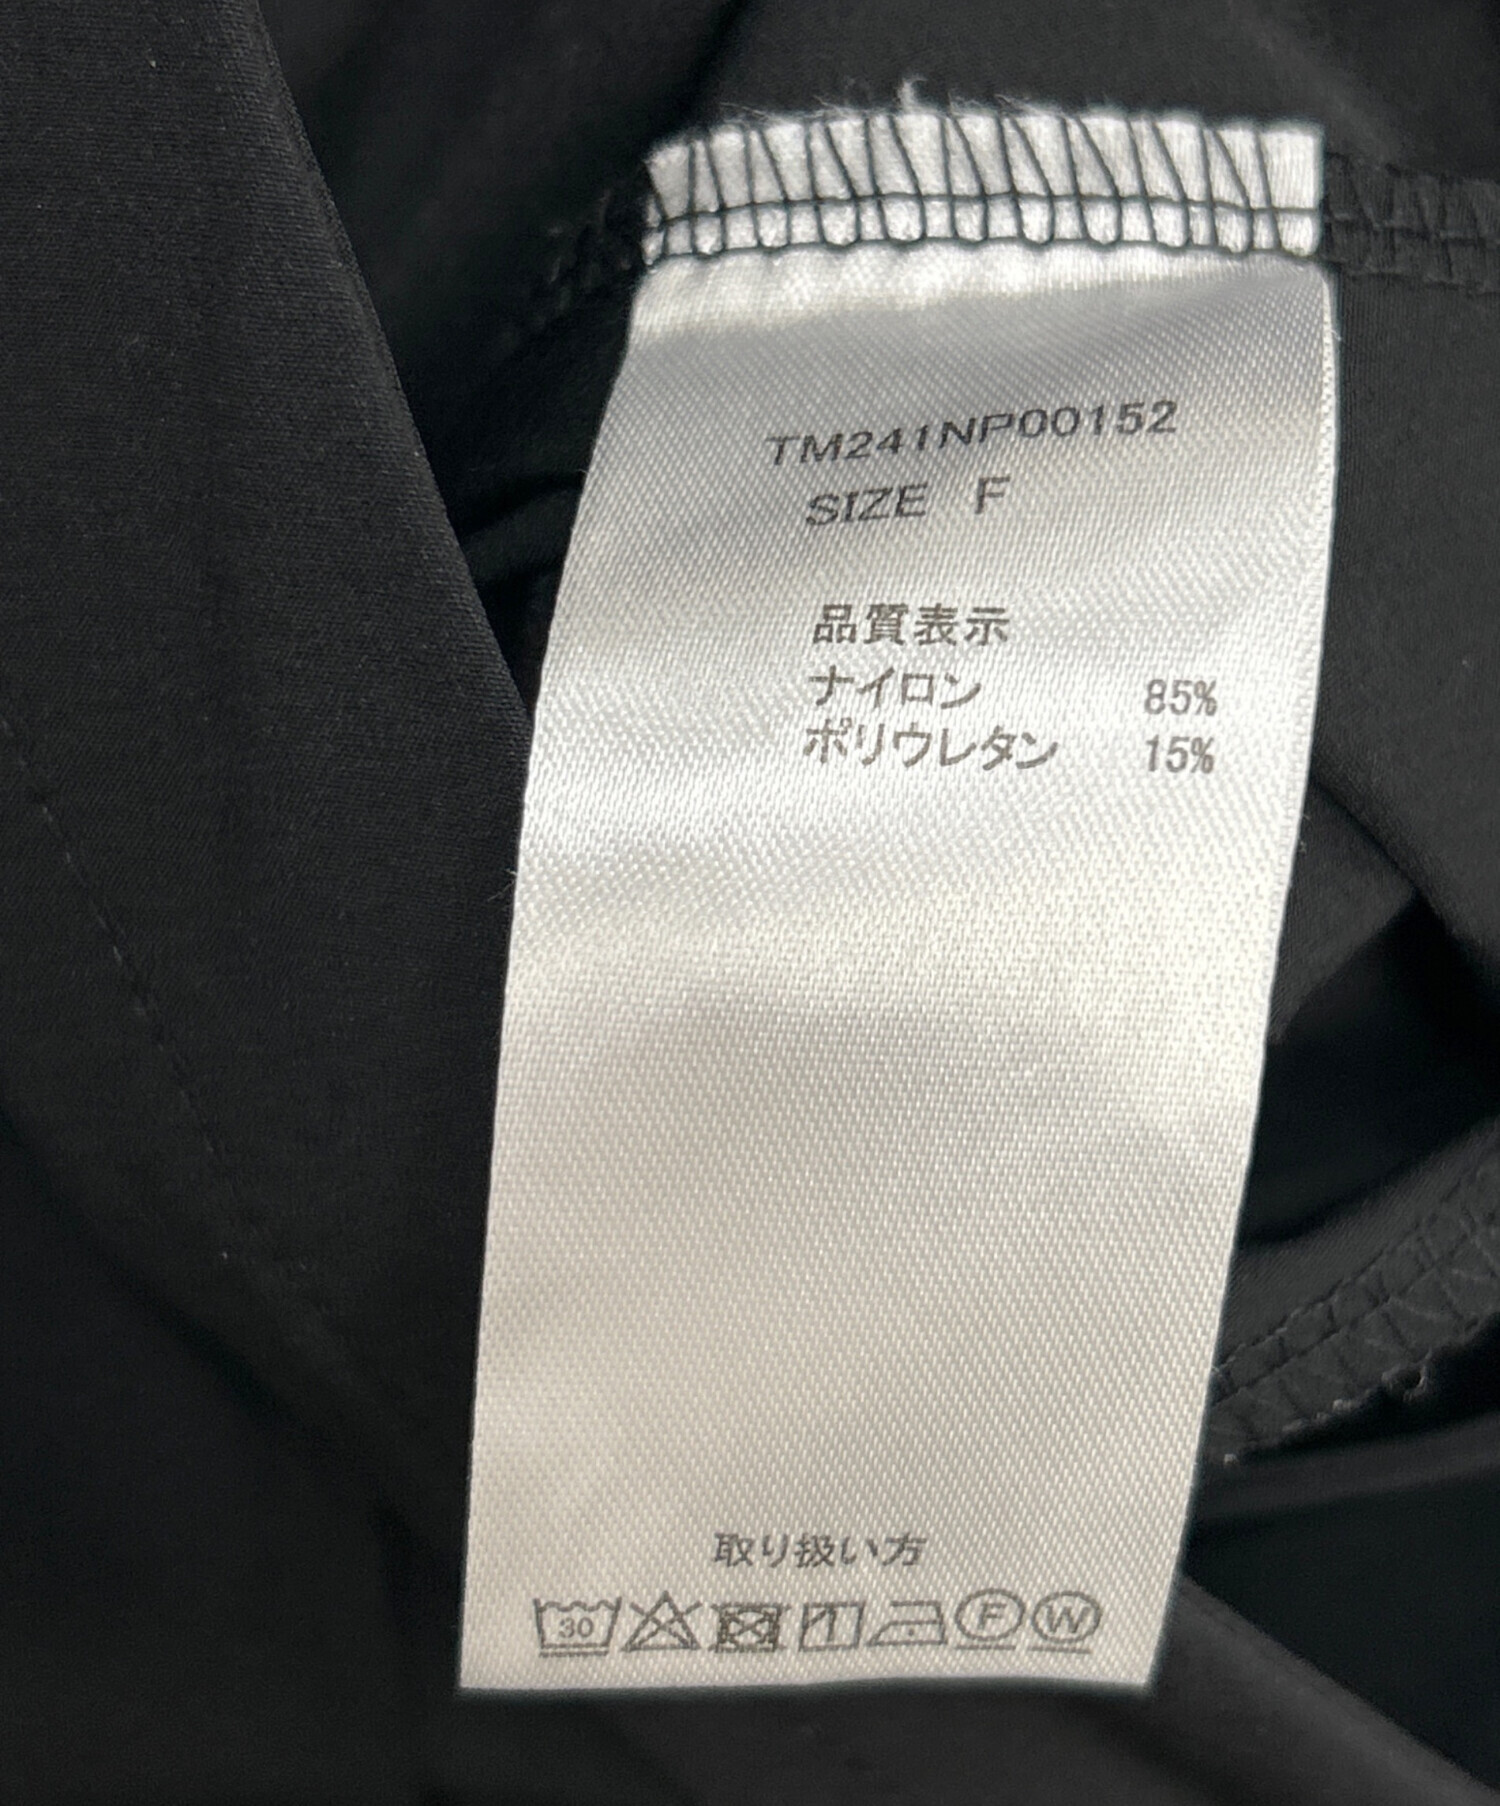 TM241NP00152
SIZE F
品質表示
ナイロン 85%
ポリウレタン 15%
取り扱い方
30 F W